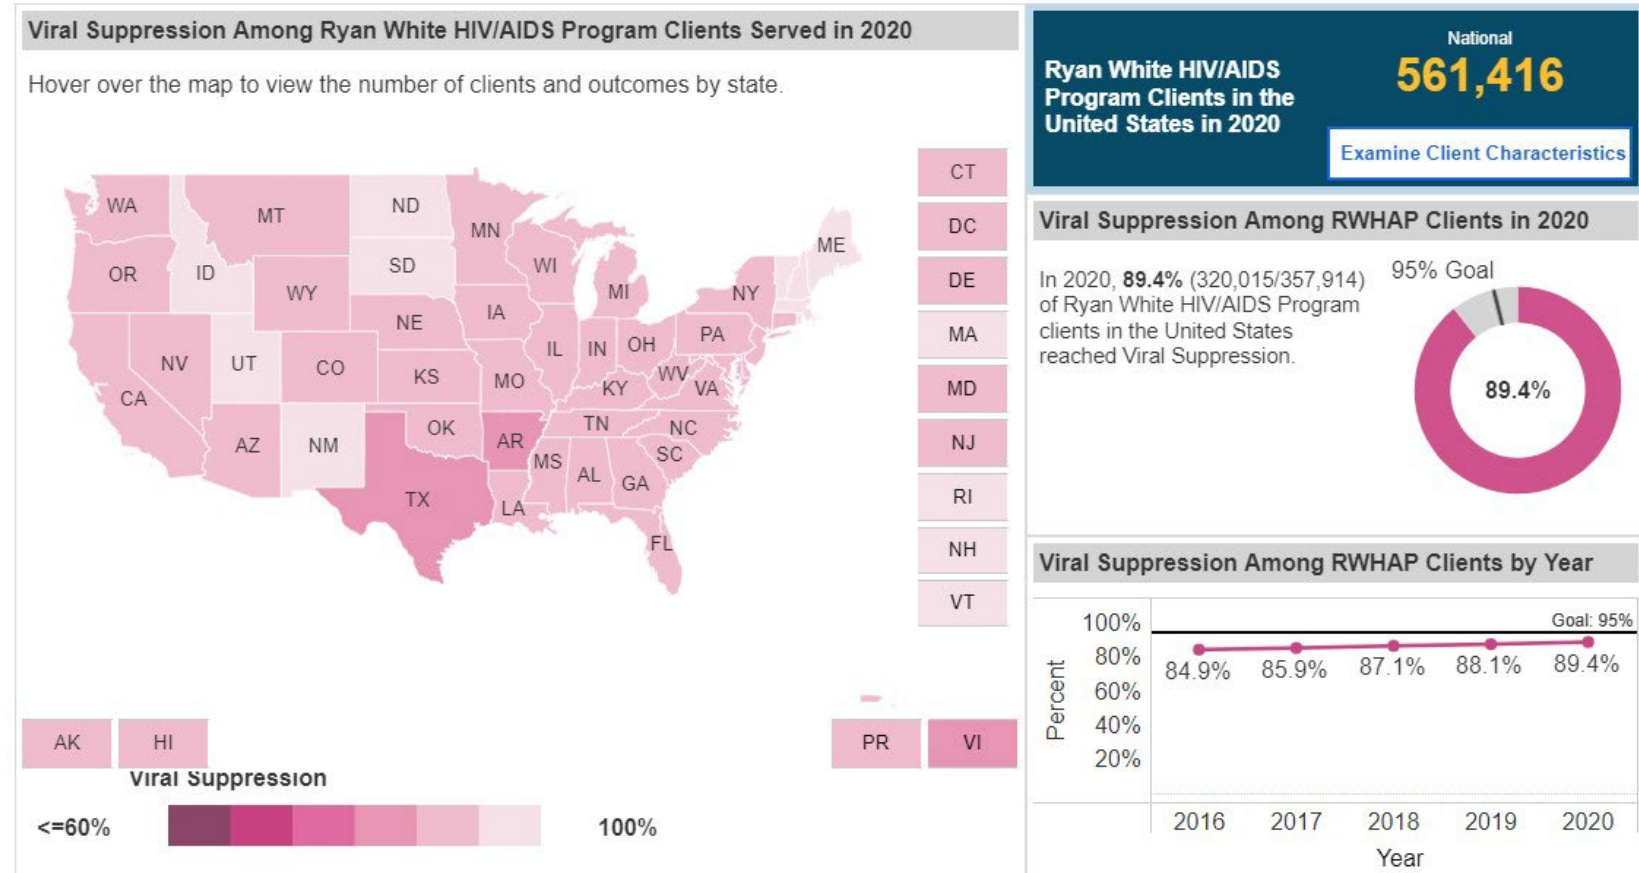 Viral Suppression Among Ryan White HIV/AIDS Program Clients Served in 2020
Hover over the map to view the number of clients and outcomes by state.
WA
MT
ND
MN
OR
ID
WY
SD
WI
MI
NY
ME
NE
IA
NV
UT
CO
KS
MO
IL
IN
OH
PA
CA
KY
WV
VA
AZ
NM
OK
AR
TN
NC
TX
LA
MS
AL
GA
SC
FL
CT
DC
DE
MA
MD
NJ
RI
NH
VT
AK
HI
PR
VI
Viral Suppression
<=60%
100%
Ryan White HIV/AIDS
Program Clients in the
United States in 2020
National
561,416
Examine Client Characteristics
Viral Suppression Among RWHAP Clients in 2020
In 2020, 89.4% (320,015/357,914)
of Ryan White HIV/AIDS Program
clients in the United States
reached Viral Suppression.
95% Goal
89.4%
Viral Suppression Among RWHAP Clients by Year
Goal: 95%
Percent
100%
80%
60%
40%
20%
84.9%
85.9%
87.1%
88.1%
89.4%
2016
2017
2018
2019
2020
Year